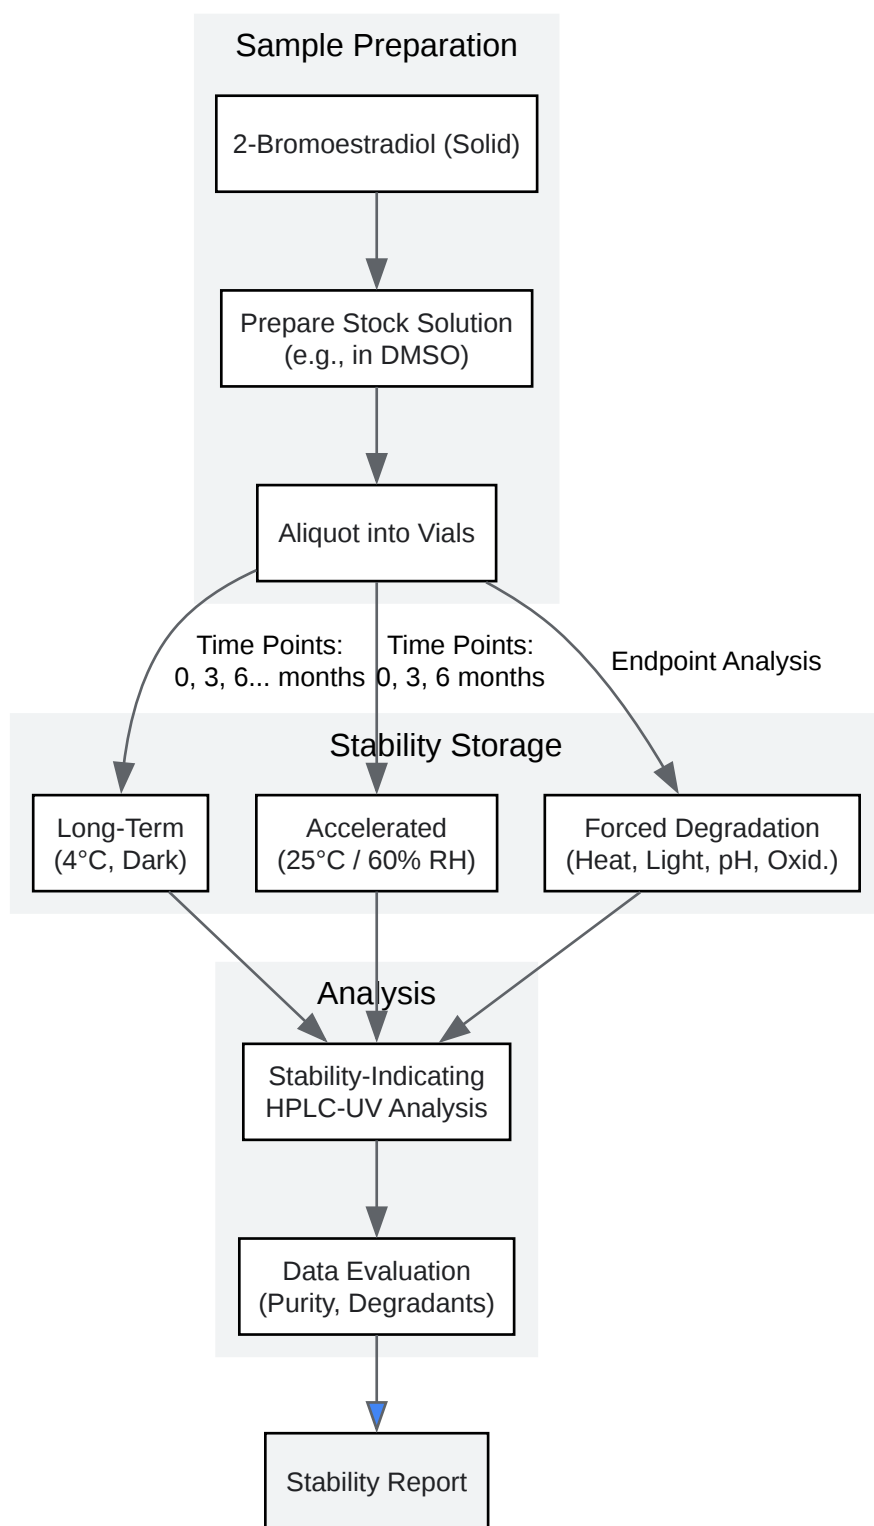 Sample Preparation
2-Bromoestradiol (Solid)
Prepare Stock Solution
(e.g., in DMSO)
Aliquot into Vials
Time Points:
0, 3, 6... months
Time Points:
0, 3, 6 months
Endpoint Analysis
Stability Storage
Long-Term
(4°C, Dark)
Accelerated
(25°C / 60% RH)
Forced Degradation
(Heat, Light, pH, Oxid.)
Analysis
Stability-Indicating
HPLC-UV Analysis
Data Evaluation
(Purity, Degradants)
Stability Report